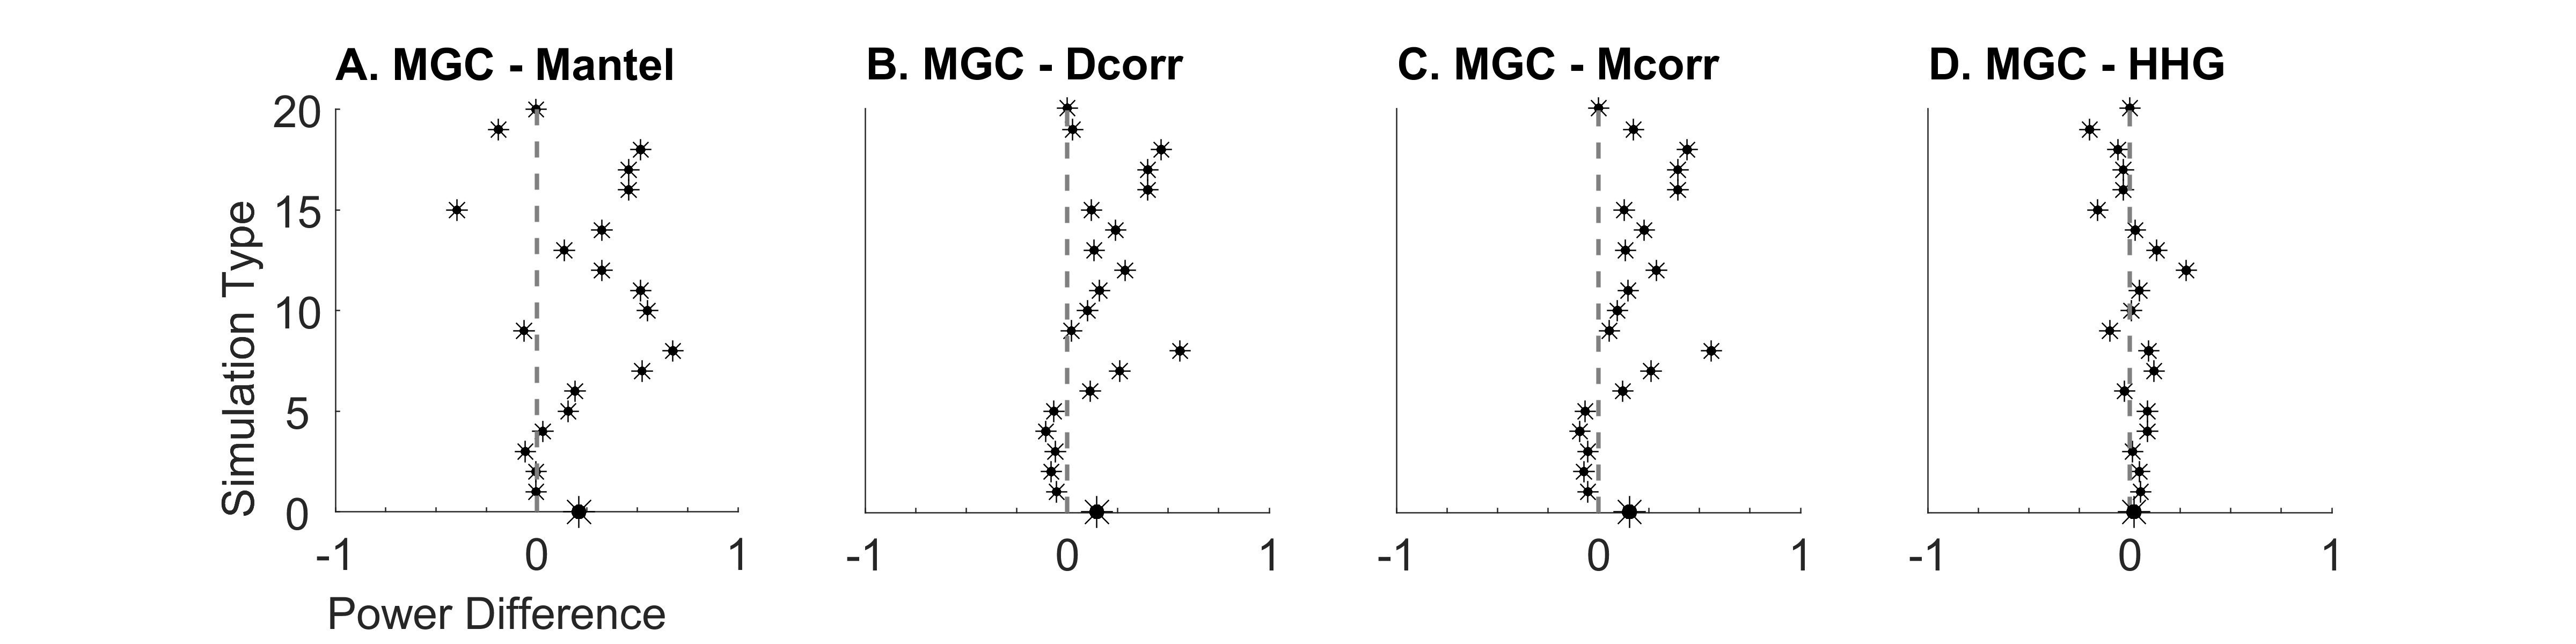 A. MGC - Mantel
B. MGC - Dcorr
C. MGC - Mcorr
D. MGC - HHG
Simulation Type
20
15
10
5
0
-1 0 1
-1 0 1
-1 0 1
-1 0 1
Power Difference